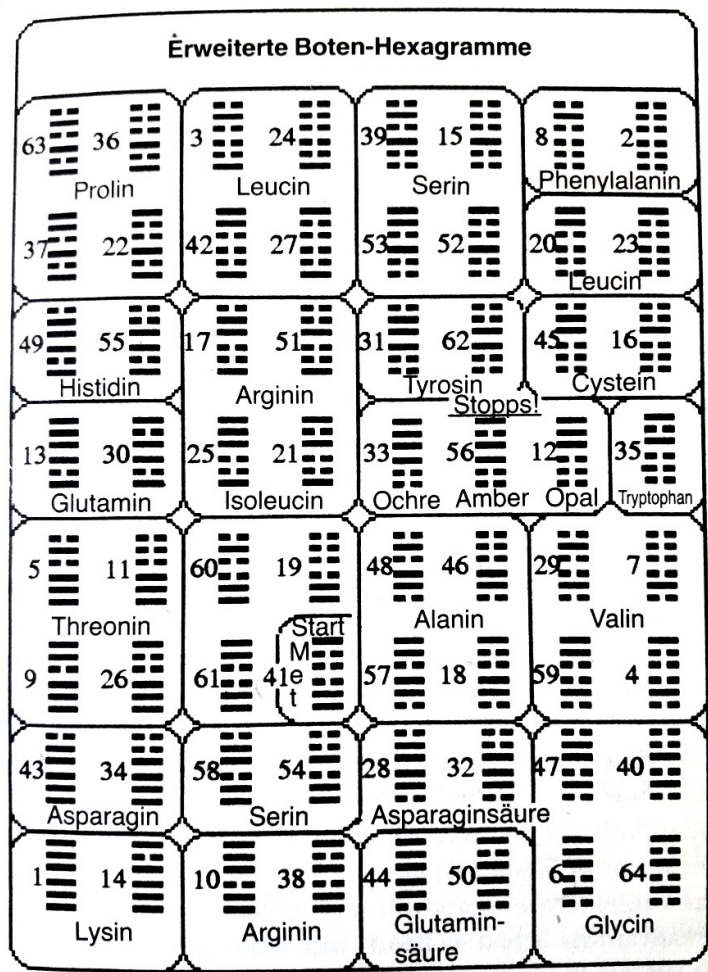 Erweiterte Boten-Hexagramme
63 36 3 24 39 15 8 2
Prolin Leucin Serin Phenylalanin
37 22 42 27 53 52 20 23
Leucin
49 55 17 51 31 62 45 16
Histidin Arginin Tyrosin Cystein
Stopps!
13 30 25 21 33 56 12 35
Glutamin Isoleucin Ochre Amber Opal Tryptophan
5 11 60 19 48 46 29 7
Threonin Alanin Valin
Start
Met
9 26 61 41 57 18 59 4
43 34 58 54 28 32 47 40
Asparagin Serin Asparaginsäure
1 14 10 38 44 50 6 64
Lysin Arginin Glutamin-
säure Glycin